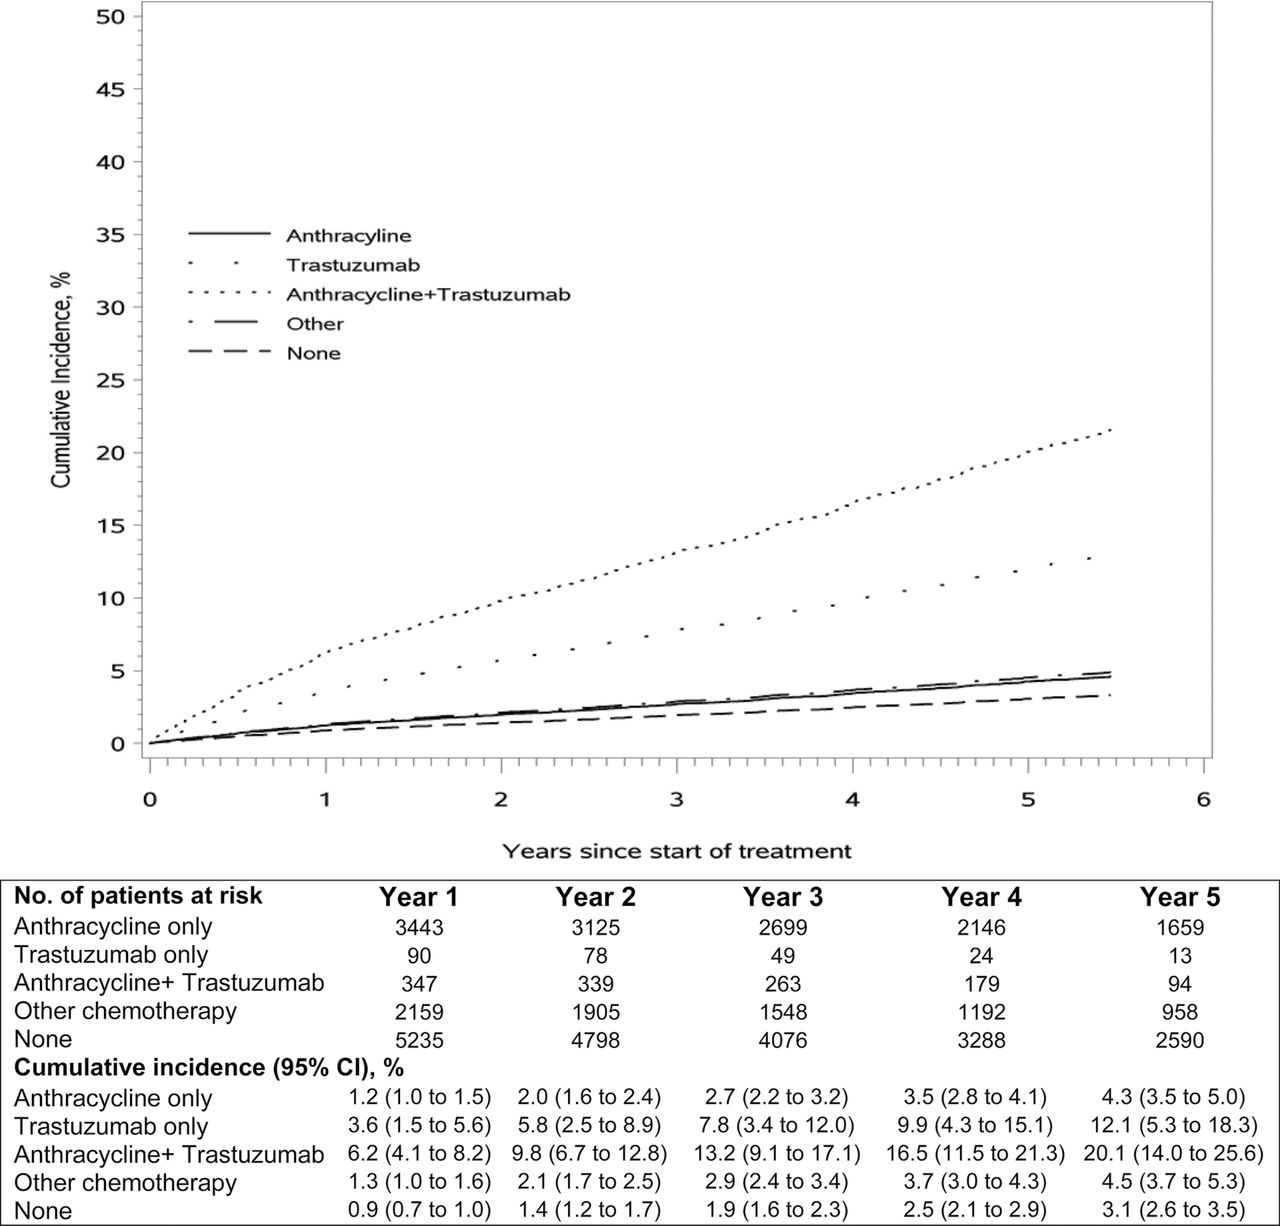 50
45
40
35
30
25
20
15
10
5
0
Cumulative Incidence, %
Anthracyline
Trastuzumab
Anthracycline+Trastuzumab
Other
None
0 1 2 3 4 5 6
Years since start of treatment
No. of patients at risk Year 1 Year 2 Year 3 Year 4 Year 5
Anthracycline only 3443 3125 2699 2146 1659
Trastuzumab only 90 78 49 24 13
Anthracycline+ Trastuzumab 347 339 263 179 94
Other chemotherapy 2159 1905 1548 1192 958
None 5235 4798 4076 3288 2590
Cumulative incidence (95% CI), %
Anthracycline only 1.2 (1.0 to 1.5) 2.0 (1.6 to 2.4) 2.7 (2.2 to 3.2) 3.5 (2.8 to 4.1) 4.3 (3.5 to 5.0)
Trastuzumab only 3.6 (1.5 to 5.6) 5.8 (2.5 to 8.9) 7.8 (3.4 to 12.0) 9.9 (4.3 to 15.1) 12.1 (5.3 to 18.3)
Anthracycline+ Trastuzumab 6.2 (4.1 to 8.2) 9.8 (6.7 to 12.8) 13.2 (9.1 to 17.1) 16.5 (11.5 to 21.3) 20.1 (14.0 to 25.6)
Other chemotherapy 1.3 (1.0 to 1.6) 2.1 (1.7 to 2.5) 2.9 (2.4 to 3.4) 3.7 (3.0 to 4.3) 4.5 (3.7 to 5.3)
None 0.9 (0.7 to 1.0) 1.4 (1.2 to 1.7) 1.9 (1.6 to 2.3) 2.5 (2.1 to 2.9) 3.1 (2.6 to 3.5)